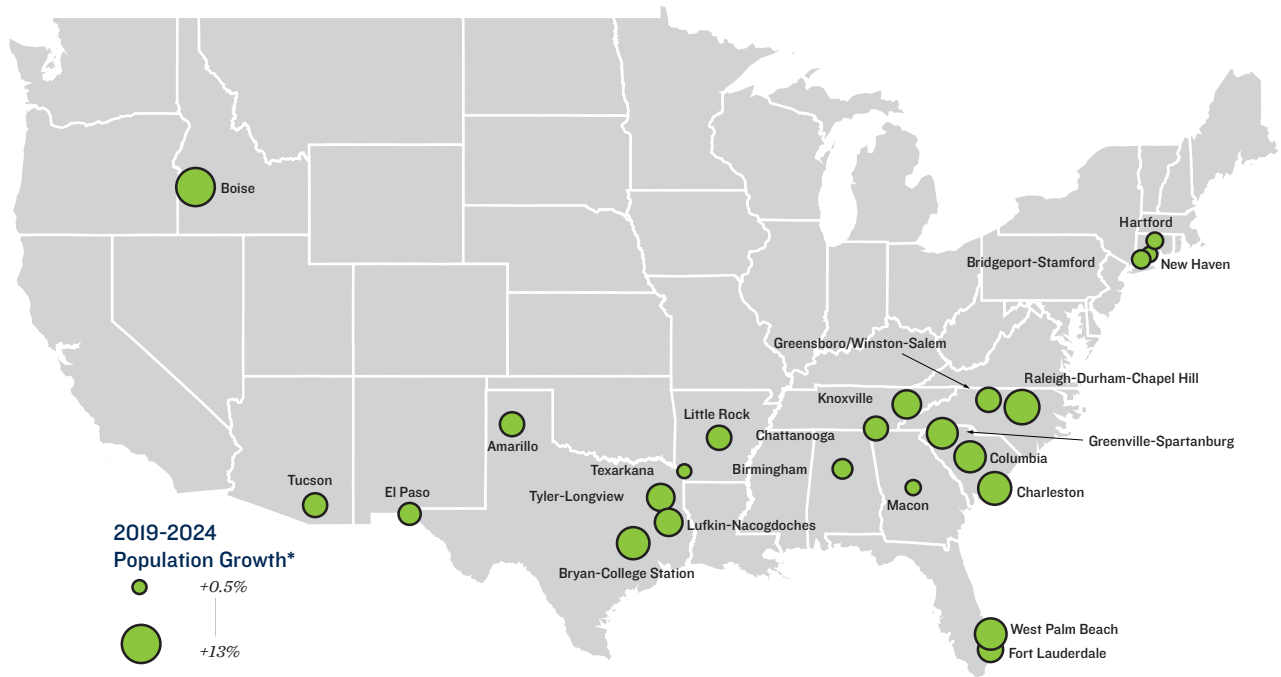 Boise
Hartford
Bridgeport-Stamford
New Haven
Greensboro/Winston-Salem
Raleigh-Durham-Chapel Hill
Knoxville
Little Rock
Chattanooga
Greenville-Spartanburg
Amarillo
Columbia
Texarkana
Birmingham
Tucson
El Paso
Tyler-Longview
Charleston
Macon
Lufkin-Nacogdoches
Bryan-College Station
2019-2024
Population Growth*
+0.5%
+13%
West Palm Beach
Fort Lauderdale